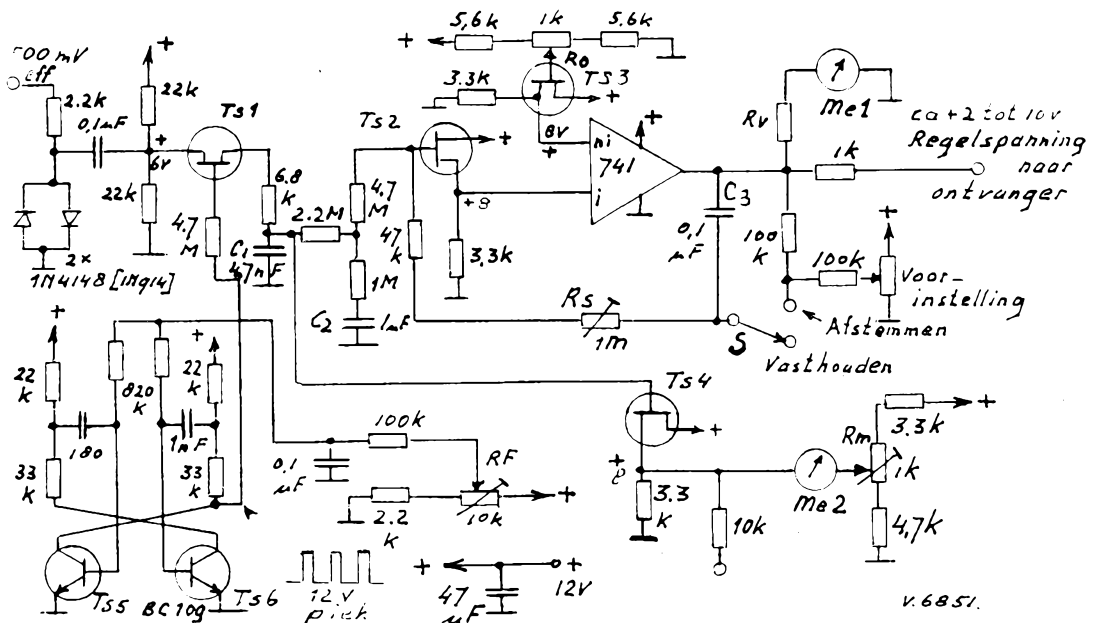 5,6k
1k
5.6k
+
Ro
TS3
3.3k
+
8V
+
500 mV
eff
2.2k
0,1µF
+
22k
Ts1
+
6v
22k
4.7
M
6.8
k
2x
1N4148 [1N914]
C1
47nF
2.2M
4.7
M
1M
C2
1µF
Ts2
+
47
k
+8
3,3k
ni
741
i
+
C3
0,1
µF
Rv
Me1
1k
ca + 2 tot 10v
Regelspanning
naar
ontvanger
100
k
100k
+
Voor-
instelling
Afstemmen
Vasthouden
S
Rs
1M
+
22
k
820
k
+
22
k
180
1nF
33
k
33
k
Ts5
BC109
Ts6
100k
0,1
µF
RF
2.2
k
10k
+
12v
piek
+
47
µF
+
12V
Ts4
+
+
8
3.3
k
10k
Me2
Rm
1k
3.3k
+
4,7k
V.6851.